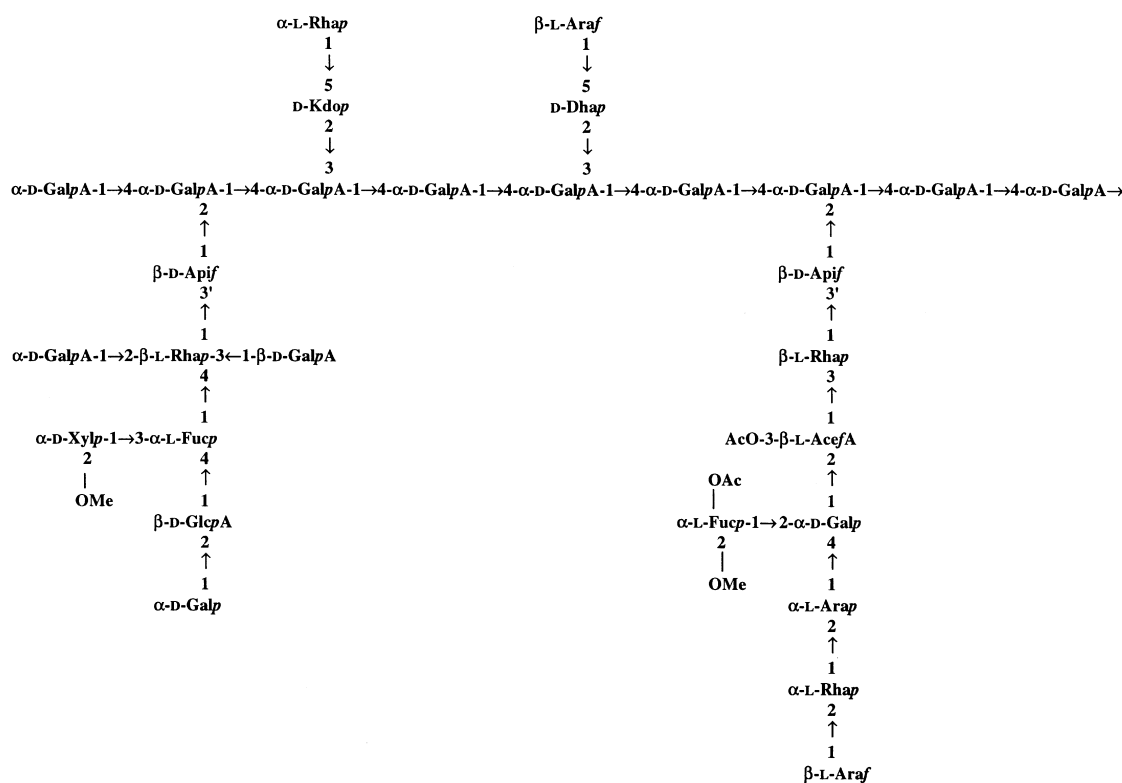 α-L-Rhap β-L-Araf
1 1
↓ ↓
5 5
D-Kdop D-Dhap
2 2
↓ ↓
3 3
α-D-GalpA-1→4-α-D-GalpA-1→4-α-D-GalpA-1→4-α-D-GalpA-1→4-α-D-GalpA-1→4-α-D-GalpA-1→4-α-D-GalpA-1→4-α-D-GalpA-1→4-α-D-GalpA→
2 2
↑ ↑
1 1
β-D-Apif β-D-Apif
3' 3'
↑ ↑
1 1
α-D-GalpA-1→2-β-L-Rhap-3←1-β-D-GalpA β-L-Rhap
4 3
↑ ↑
1 1
α-D-Xylp-1→3-α-L-Fucp AcO-3-β-L-AcefA
2 4 2
| ↑ OAc ↑
OMe 1 | 1
β-D-GlcpA α-L-Fucp-1→2-α-D-Galp
2 2 4
↑ | ↑
1 OMe 1
α-D-Galp α-L-Arap
2
↑
1
α-L-Rhap
2
↑
1
β-L-Araf